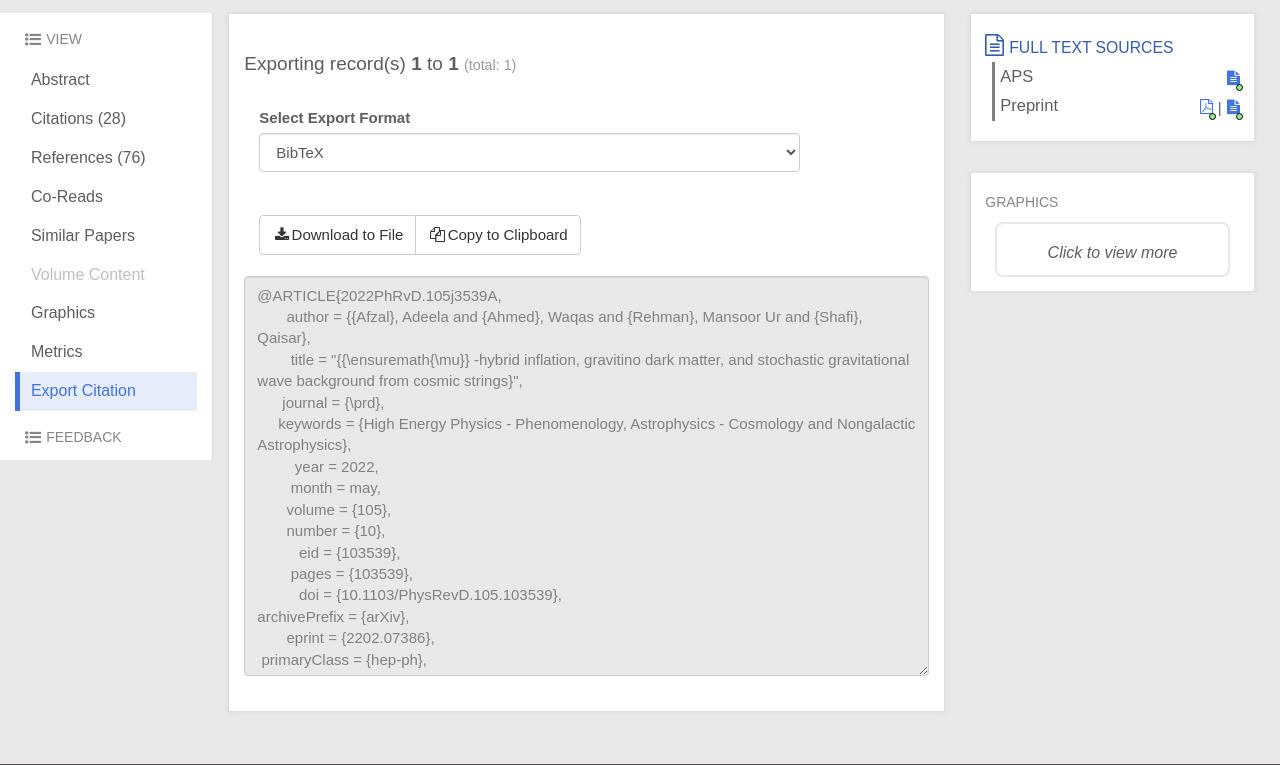 VIEW
Abstract
Citations (28)
References (76)
Co-Reads
Similar Papers
Volume Content
Graphics
Metrics
Export Citation
FEEDBACK
Exporting record(s) 1 to 1 (total: 1)
Select Export Format
BibTeX
Download to File
Copy to Clipboard
@ARTICLE{2022PhRvD.105j3539A,
author = {{Afzal}, Adeela and {Ahmed}, Waqas and {Rehman}, Mansoor Ur and {Shafi},
Qaisar},
title = "{{\ensuremath{\mu}} -hybrid inflation, gravitino dark matter, and stochastic gravitational
wave background from cosmic strings}",
journal = {\prd},
keywords = {High Energy Physics - Phenomenology, Astrophysics - Cosmology and Nongalactic
Astrophysics},
year = 2022,
month = may,
volume = {105},
number = {10},
eid = {103539},
pages = {103539},
doi = {10.1103/PhysRevD.105.103539},
archivePrefix = {arXiv},
eprint = {2202.07386},
primaryClass = {hep-ph},
FULL TEXT SOURCES
APS
Preprint |
GRAPHICS
Click to view more